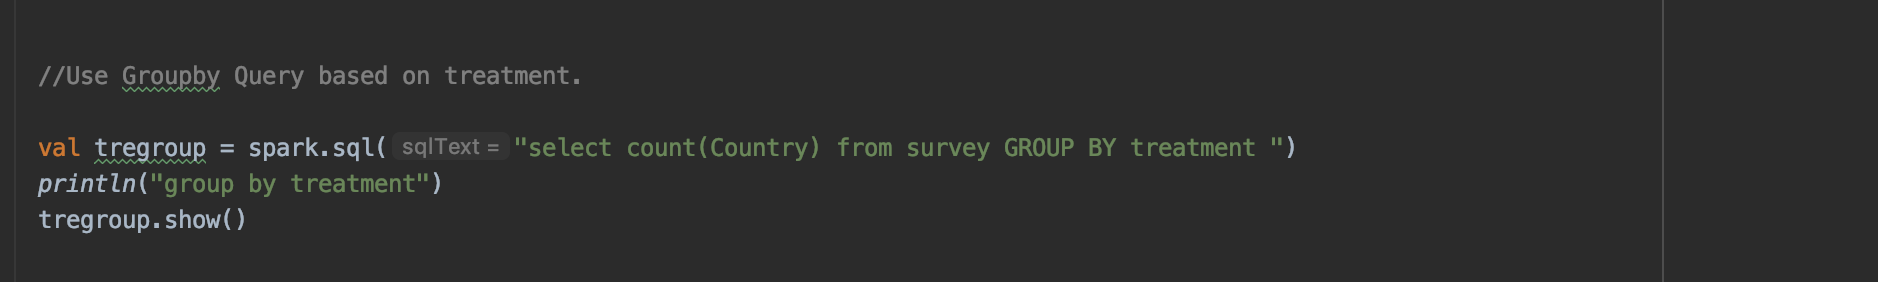 //Use Groupby Query based on treatment.
val tregroup = spark.sql( sqlText = "select count(Country) from survey GROUP BY treatment ")
println("group by treatment")
tregroup.show()